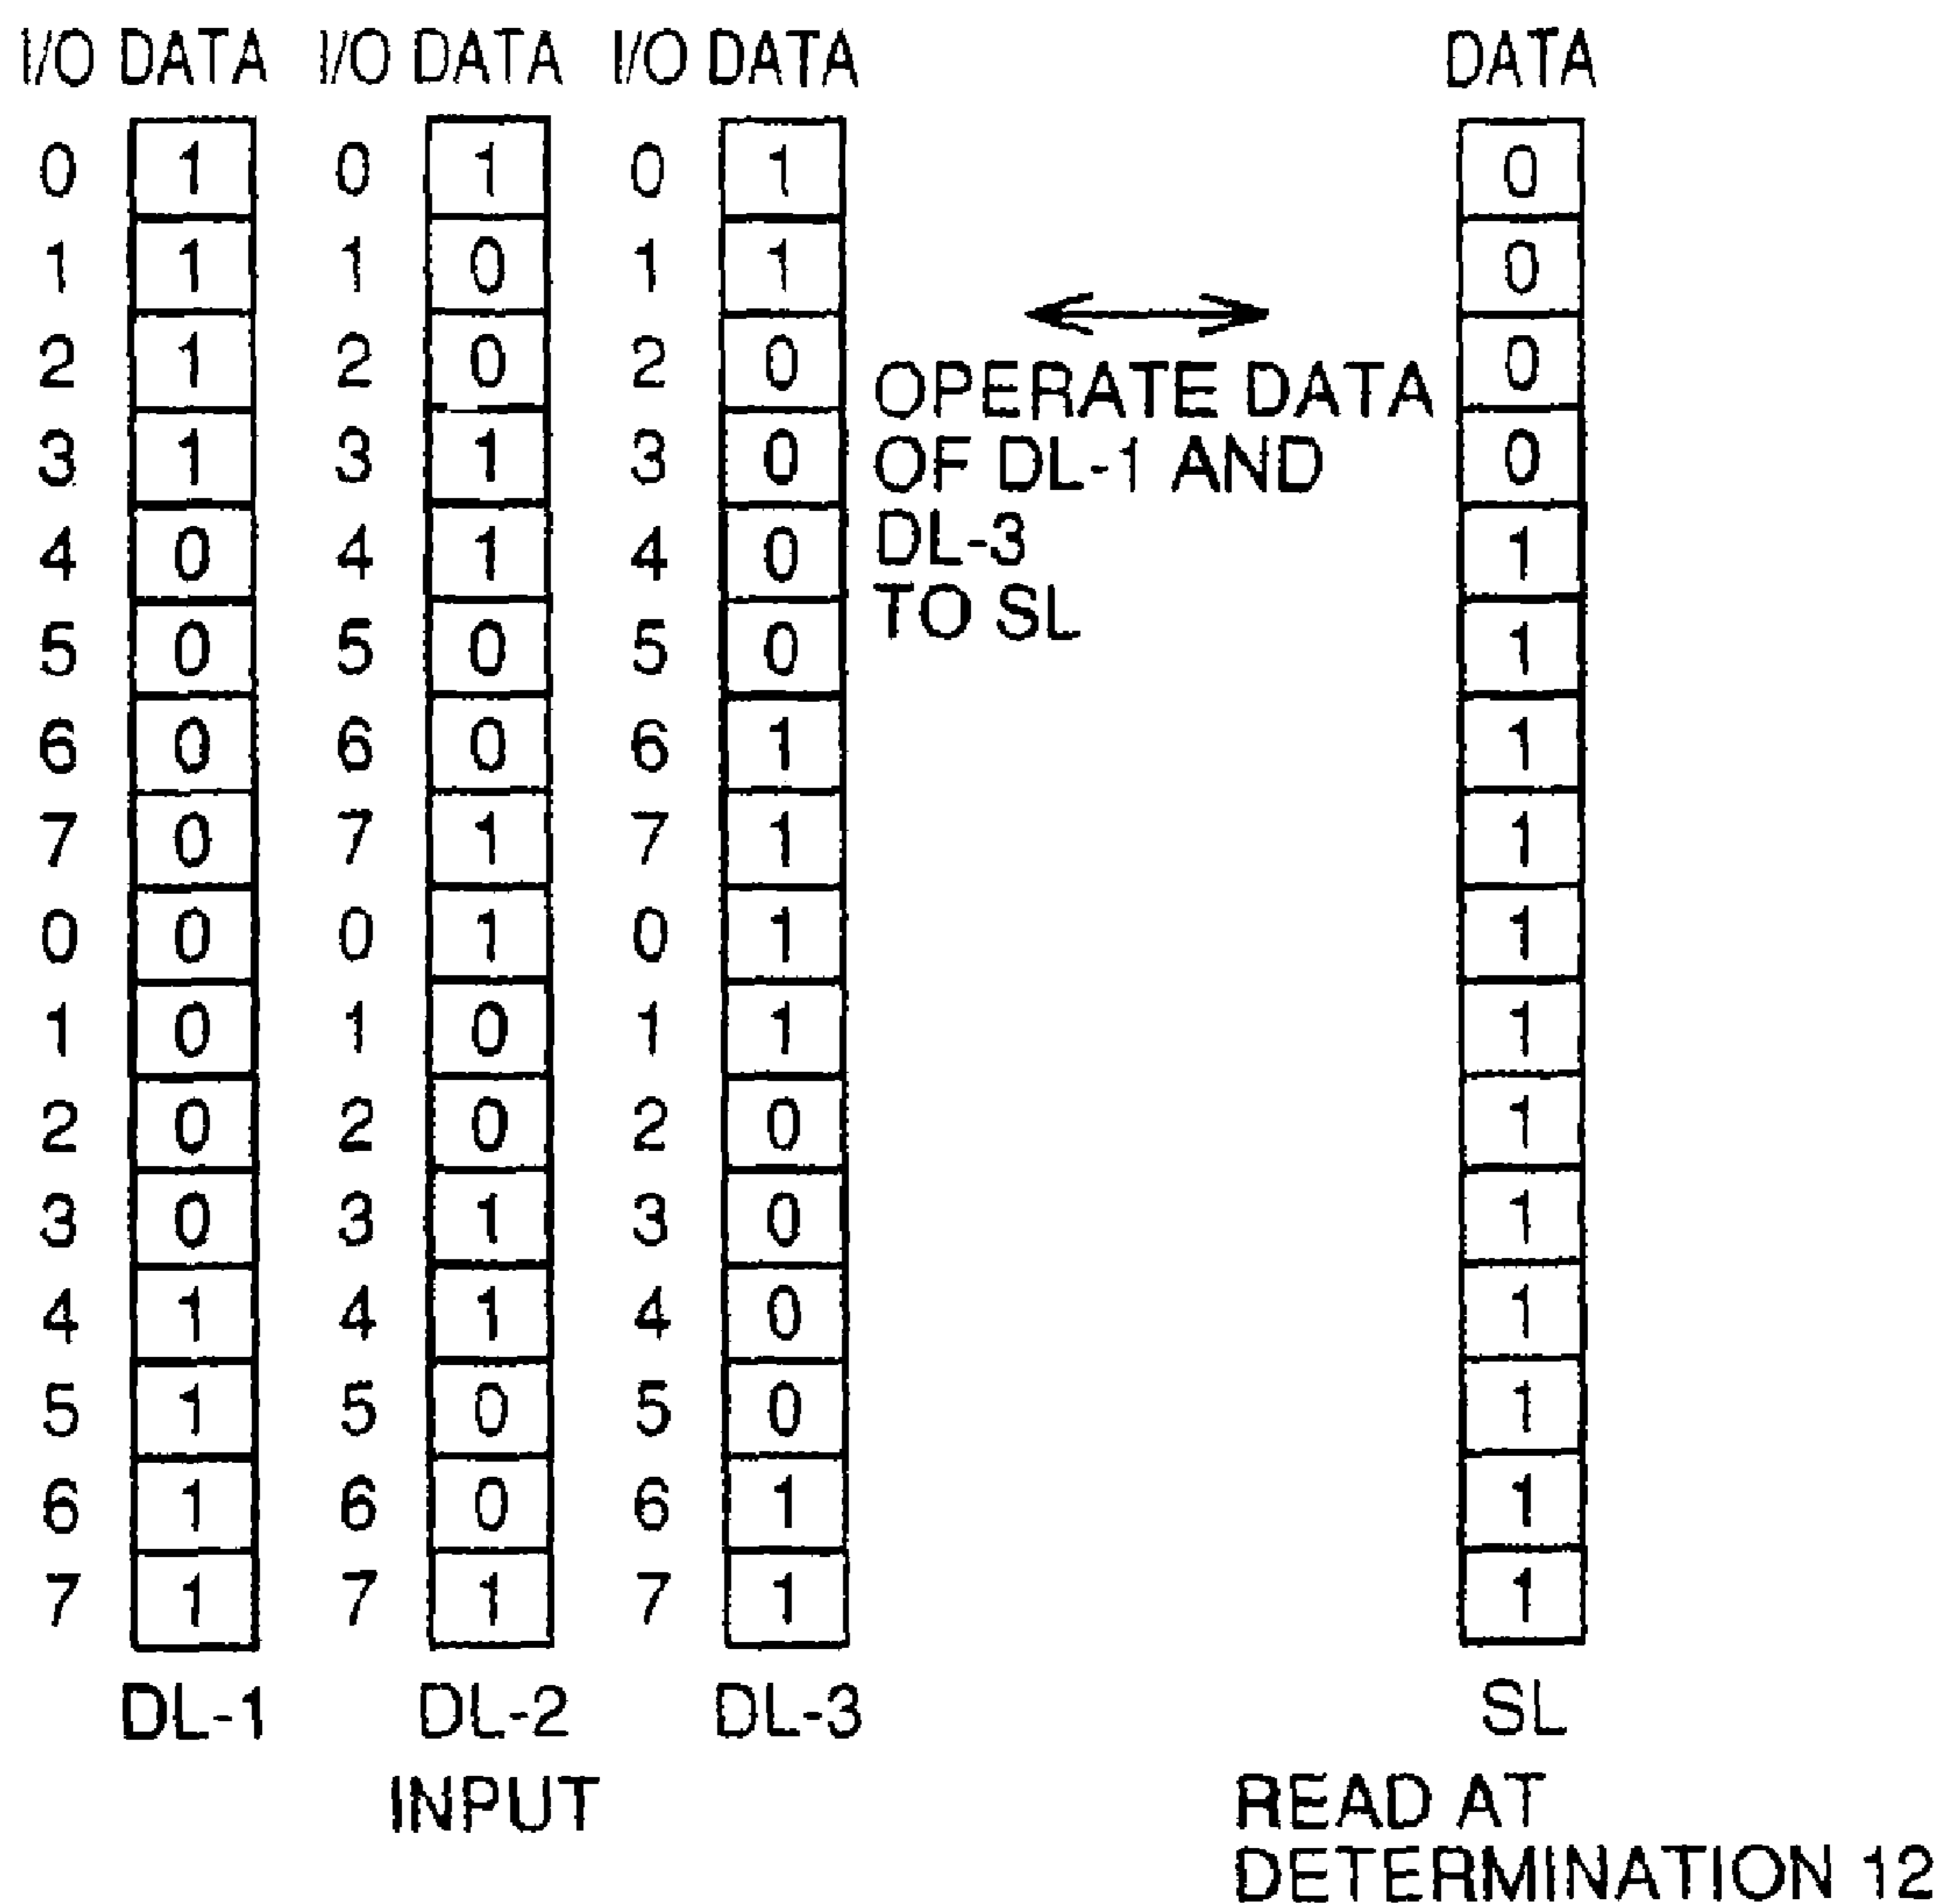 I/O DATA I/O DATA I/O DATA DATA
0 1 0 1 0 1 0
1 1 1 0 1 1 0
2 1 2 0 2 0 0
3 1 3 1 3 0 0
4 0 4 1 4 0 1
5 0 5 0 5 0 1
6 0 6 0 6 1 1
7 0 7 1 7 1 1
0 0 0 1 0 1 1
1 0 1 0 1 1 1
2 0 2 0 2 0 1
3 0 3 1 3 0 1
4 1 4 1 4 0 1
5 1 5 0 5 0 1
6 1 6 0 6 1 1
7 1 7 1 7 1 1
OPERATE DATA
OF DL-1 AND
DL-3
TO SL
DL-1 DL-2 DL-3 SL
INPUT
READ AT
DETERMINATION 12